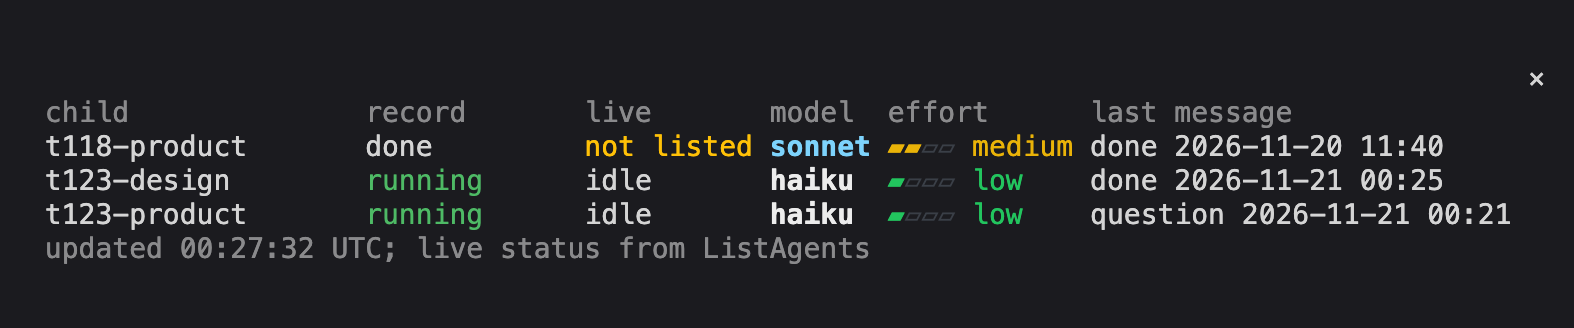 ×
child record live model effort last message
t118-product done not listed sonnet ▰▰▱▱ medium done 2026-11-20 11:40
t123-design running idle haiku ▰▱▱▱ low done 2026-11-21 00:25
t123-product running idle haiku ▰▱▱▱ low question 2026-11-21 00:21
updated 00:27:32 UTC; live status from ListAgents